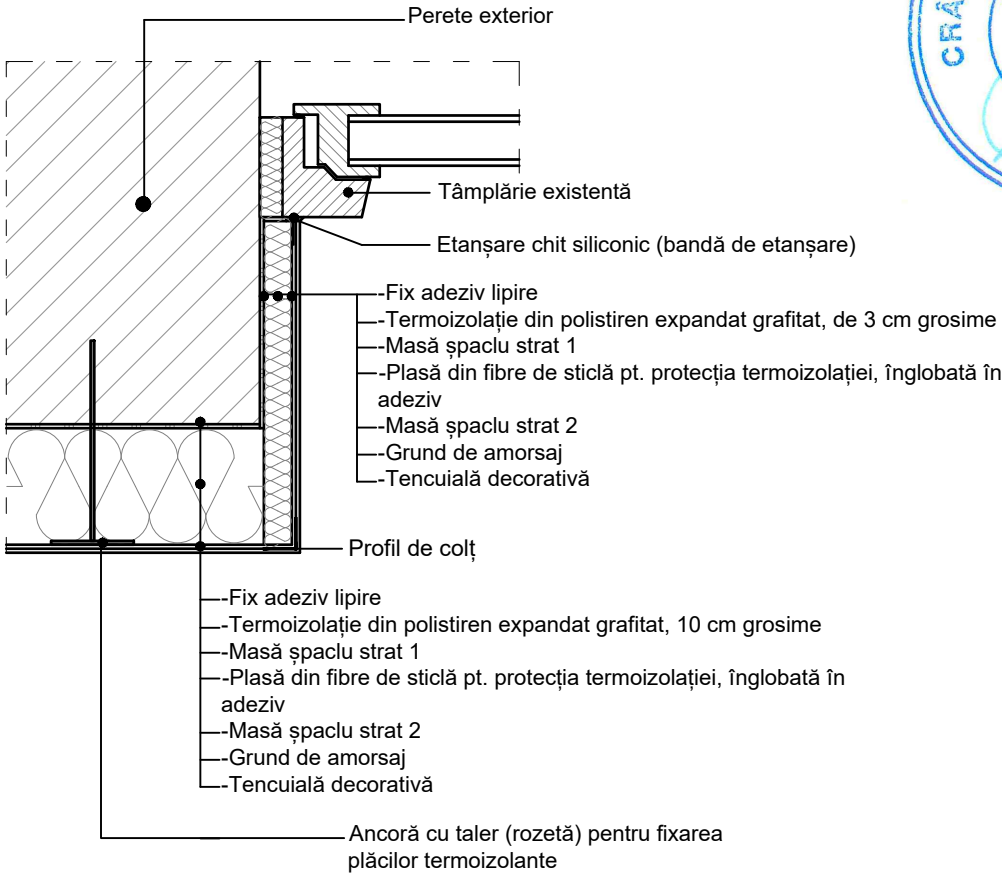 Perete exterior
CRÂ
Tâmplărie existentă
Etanșare chit siliconic (bandă de etanșare)
-Fix adeziv lipire
-Termoizolație din polistiren expandat grafitat, de 3 cm grosime
-Masă șpaclu strat 1
-Plasă din fibre de sticlă pt. protecția termoizolației, înglobată în
adeziv
-Masă șpaclu strat 2
-Grund de amorsaj
-Tencuială decorativă
Profil de colț
-Fix adeziv lipire
-Termoizolație din polistiren expandat grafitat, 10 cm grosime
-Masă șpaclu strat 1
-Plasă din fibre de sticlă pt. protecția termoizolației, înglobată în
adeziv
-Masă șpaclu strat 2
-Grund de amorsaj
-Tencuială decorativă
Ancoră cu taler (rozetă) pentru fixarea
plăcilor termoizolante